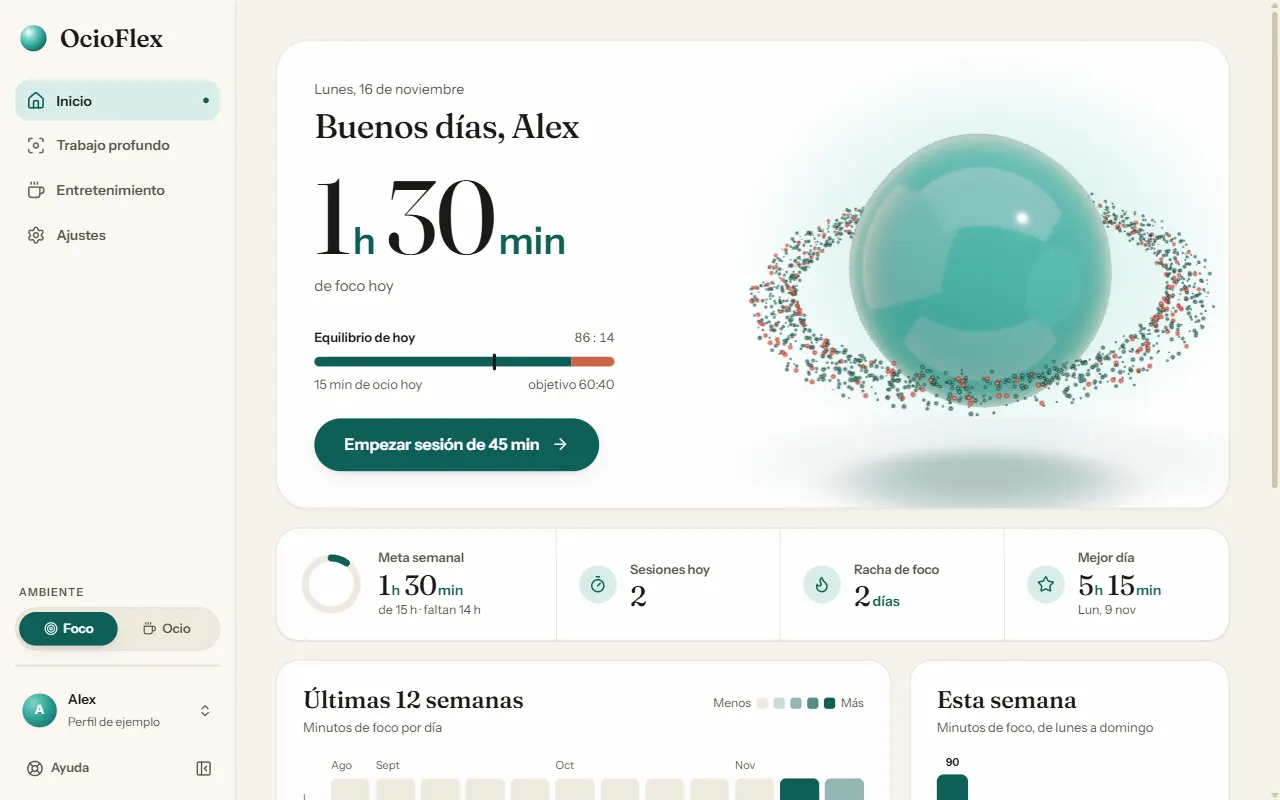 OcioFlex
Inicio
Trabajo profundo
Entretenimiento
Ajustes
AMBIENTE
Foco
Ocio
A
Alex
Perfil de ejemplo
Ayuda
Lunes, 16 de noviembre
Buenos días, Alex
1h 30min
de foco hoy
Equilibrio de hoy
86 : 14
15 min de ocio hoy
objetivo 60:40
Empezar sesión de 45 min
Meta semanal
1h 30min
de 15 h · faltan 14 h
Sesiones hoy
2
Racha de foco
2 días
Mejor día
5h 15min
Lun, 9 nov
Últimas 12 semanas
Minutos de foco por día
Menos
Más
Ago
Sept
Oct
Nov
L
Esta semana
Minutos de foco, de lunes a domingo
90